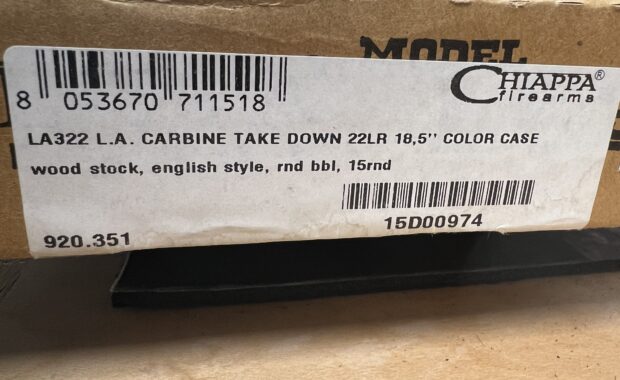 MODEL
CHIAPPA®
firearms
8 053670 711518
LA322 L.A. CARBINE TAKE DOWN 22LR 18,5'' COLOR CASE
wood stock, english style, rnd bbl, 15rnd
15D00974
920.351